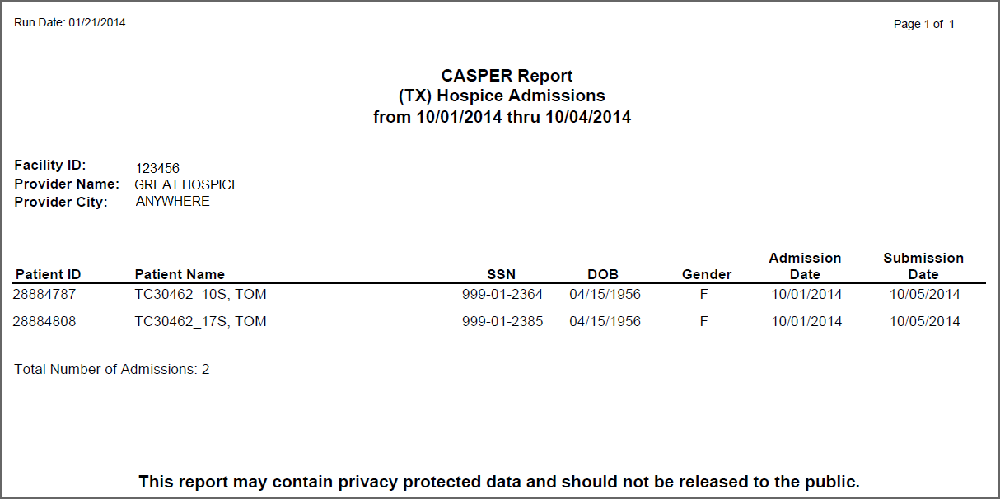 Run Date: 01/21/2014
Page 1 of 1
CASPER Report
(TX) Hospice Admissions
from 10/01/2014 thru 10/04/2014
Facility ID: 123456
Provider Name: GREAT HOSPICE
Provider City: ANYWHERE
Admission Submission
Patient ID Patient Name SSN DOB Gender Date Date
28884787 TC30462_10S, TOM 999-01-2364 04/15/1956 F 10/01/2014 10/05/2014
28884808 TC30462_17S, TOM 999-01-2385 04/15/1956 F 10/01/2014 10/05/2014
Total Number of Admissions: 2
This report may contain privacy protected data and should not be released to the public.